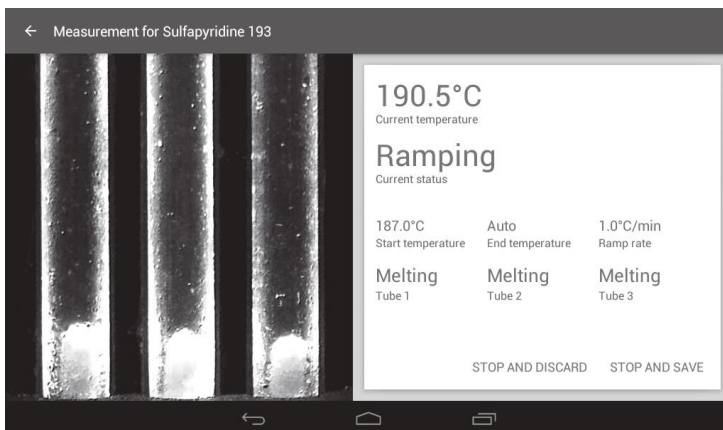 Measurement for Sulfapyridine 193
190.5°C
Current temperature
Ramping
Current status
187.0°C Auto 1.0°C/min
Start temperature End temperature Ramp rate
Melting Melting Melting
Tube 1 Tube 2 Tube 3
STOP AND DISCARD STOP AND SAVE